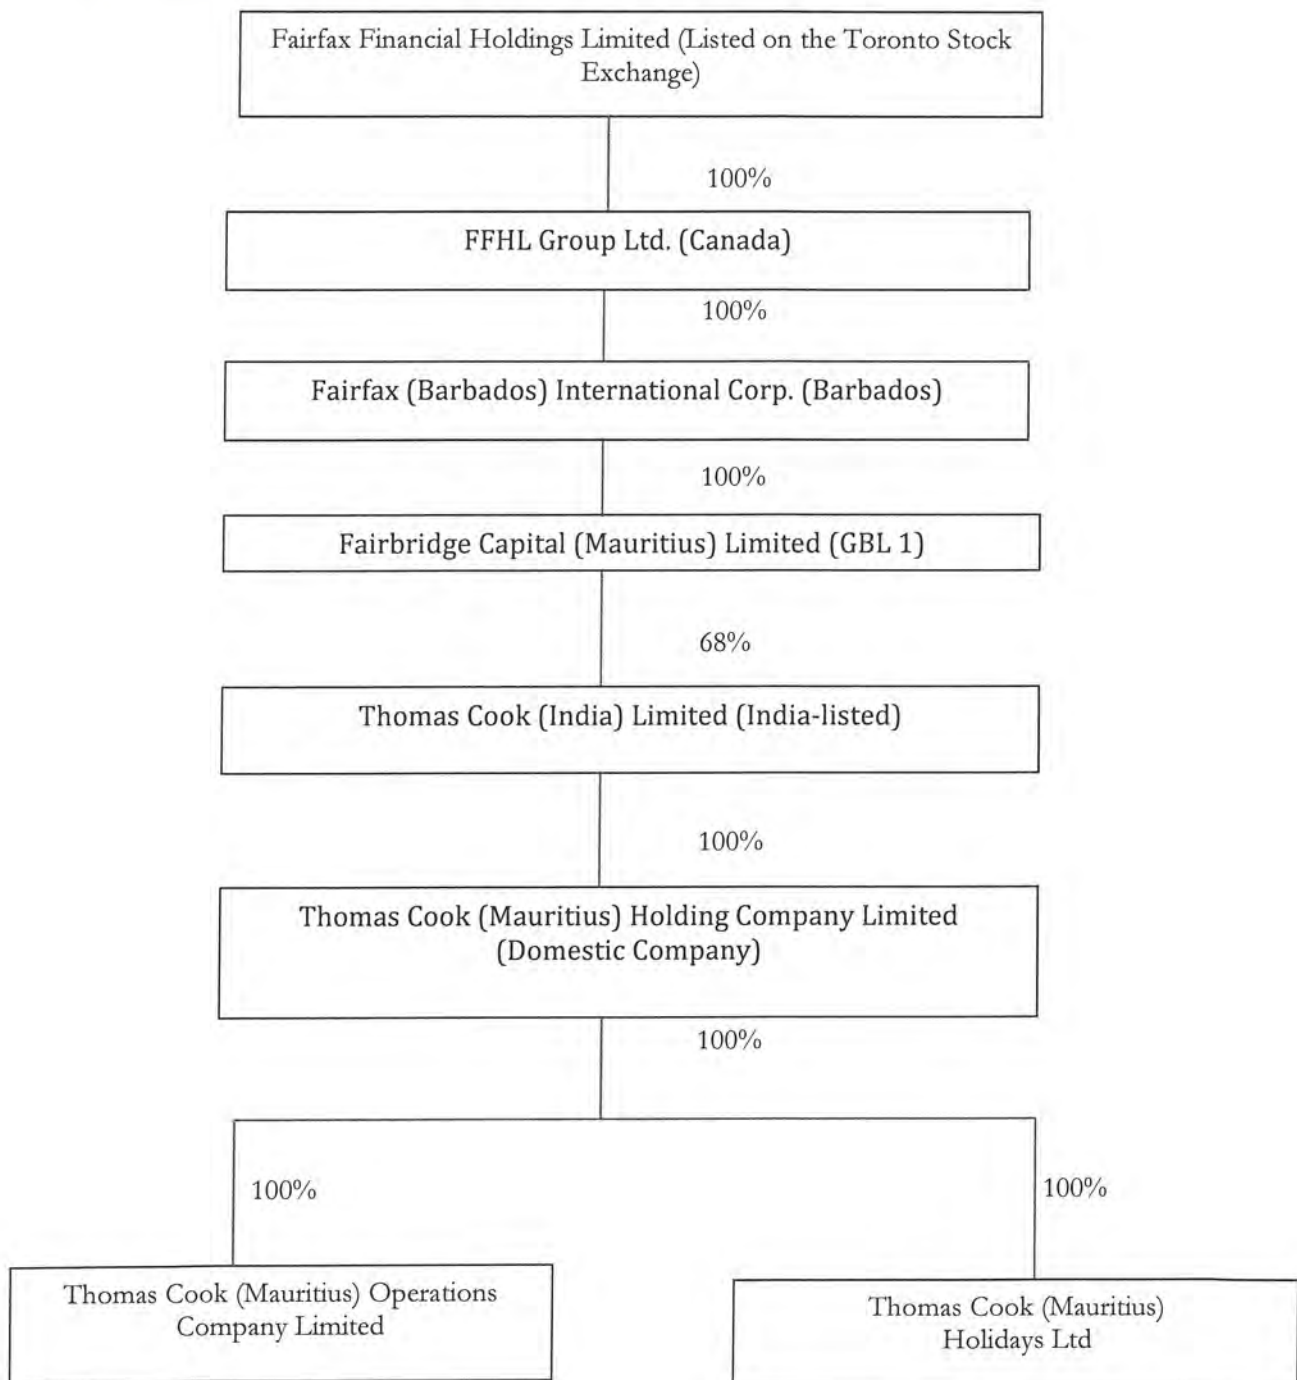 Fairfax Financial Holdings Limited (Listed on the Toronto Stock
Exchange)
100%
FFHL Group Ltd. (Canada)
100%
Fairfax (Barbados) International Corp. (Barbados)
100%
Fairbridge Capital (Mauritius) Limited (GBL 1)
68%
Thomas Cook (India) Limited (India-listed)
100%
Thomas Cook (Mauritius) Holding Company Limited
(Domestic Company)
100%
100%
100%
Thomas Cook (Mauritius) Operations
Company Limited
Thomas Cook (Mauritius)
Holidays Ltd